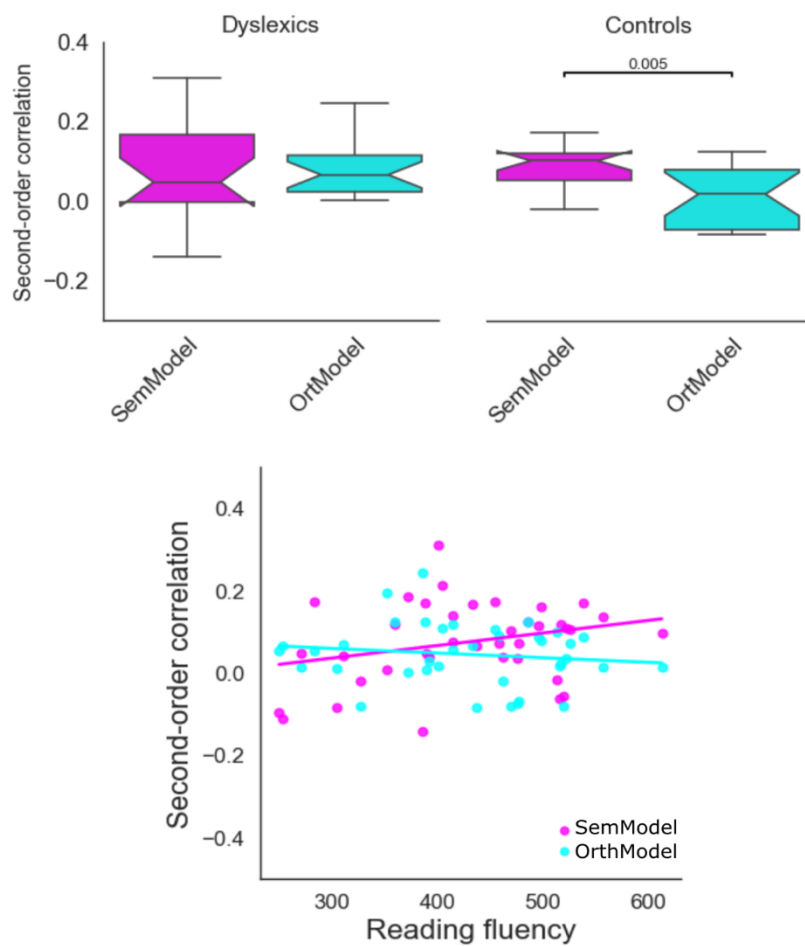 Dyslexics
Controls
Second-order correlation
0.4
0.2
0.0
−0.2
0.005
SemModel
OrtModel
SemModel
OrtModel
Second-order correlation
0.4
0.2
0.0
−0.2
−0.4
SemModel
OrthModel
300
400
500
600
Reading fluency